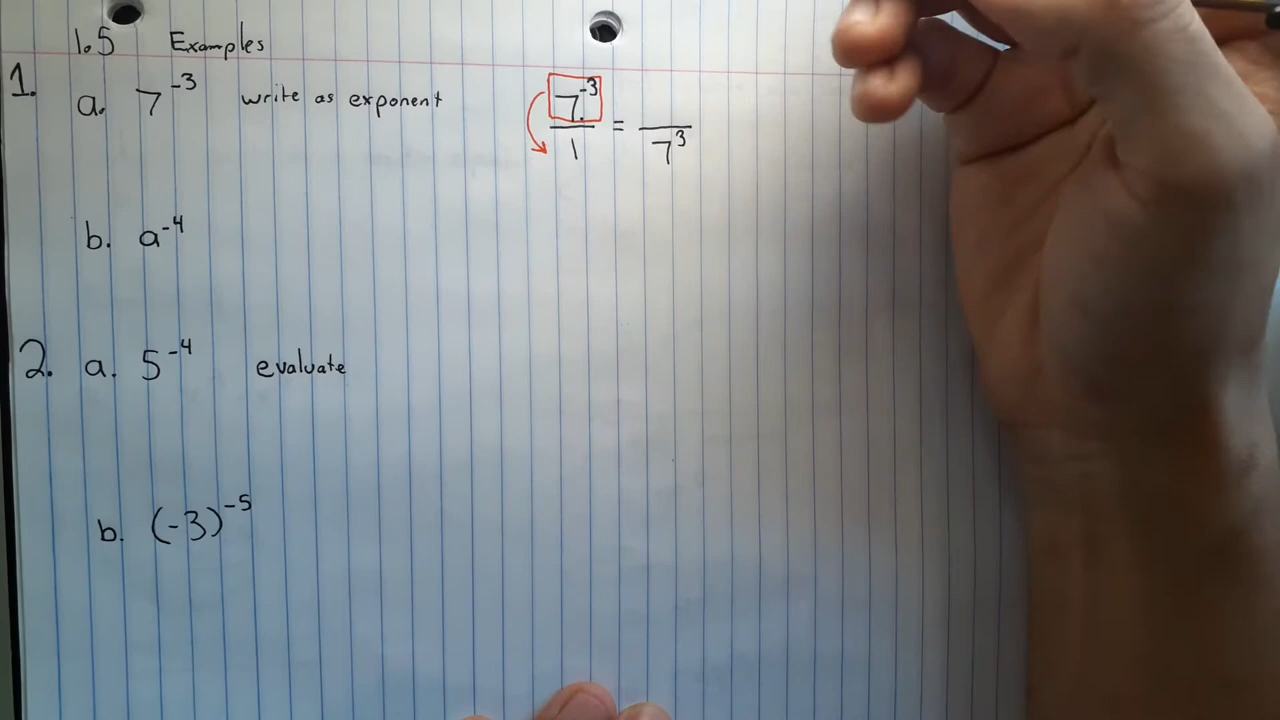 1.5 Examples
1. a. 7^-3 write as exponent 7^-3/1 = /7^3
b. a^-4
2. a. 5^-4 evaluate
b. (-3)^-5